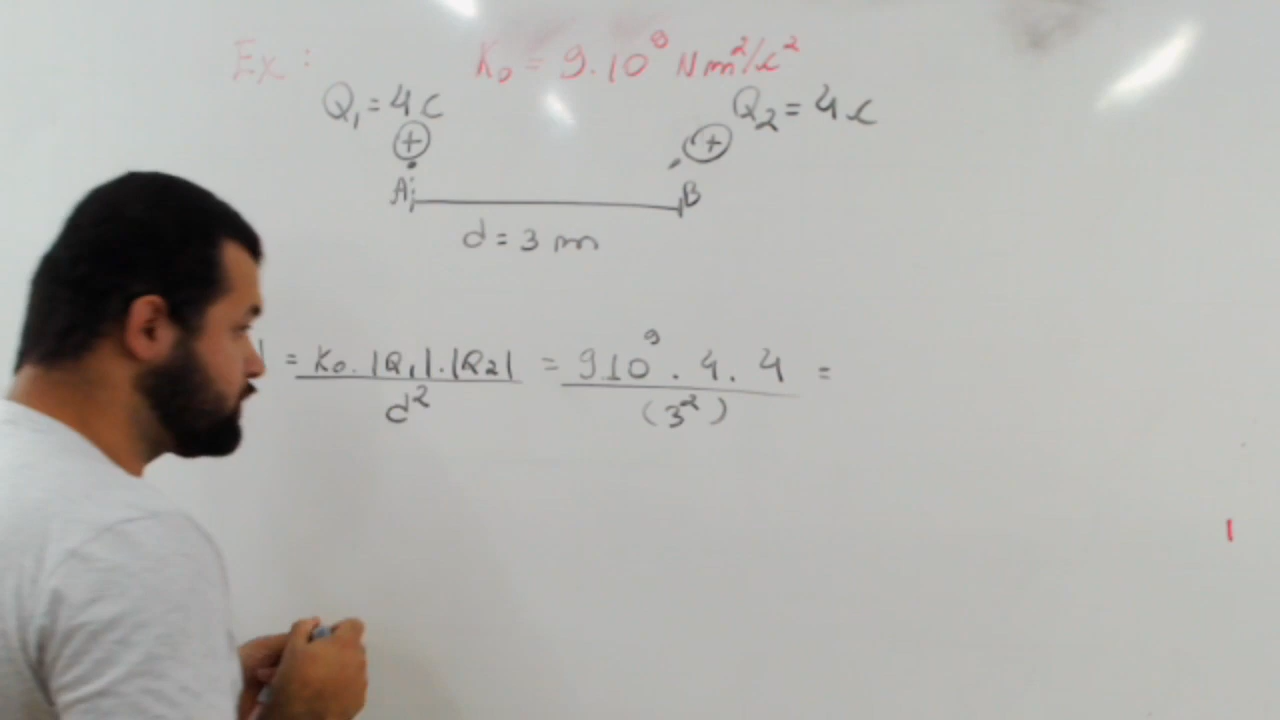 Ex: K₀ = 9.10⁹ Nm²/c²
Q₁ = 4 c Q₂ = 4 c
+ +
A B
d = 3 m
| = K₀. |Q₁|.|Q₂| = 9.10⁹ . 4 . 4 =
d² (3²)